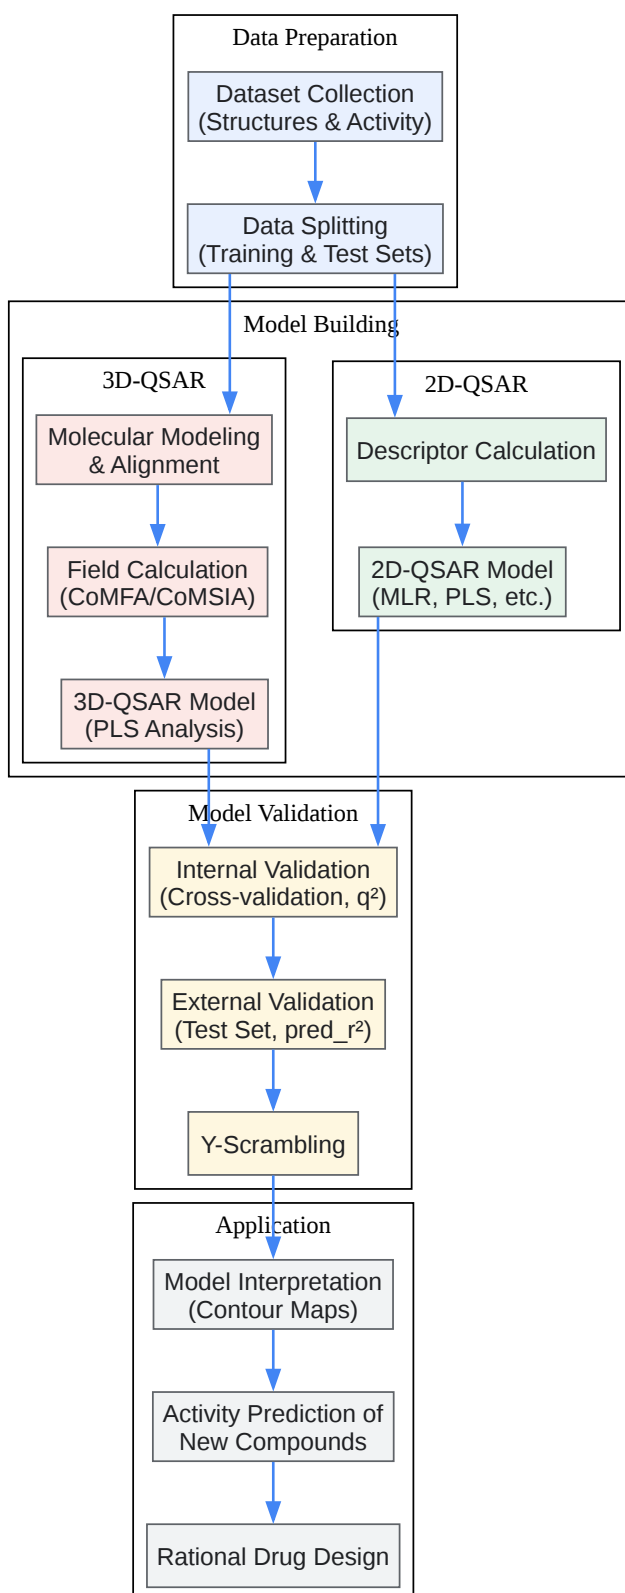 Data Preparation
Dataset Collection
(Structures & Activity)
Data Splitting
(Training & Test Sets)
Model Building
3D-QSAR
Molecular Modeling
& Alignment
Field Calculation
(CoMFA/CoMSIA)
3D-QSAR Model
(PLS Analysis)
2D-QSAR
Descriptor Calculation
2D-QSAR Model
(MLR, PLS, etc.)
Model Validation
Internal Validation
(Cross-validation, q²)
External Validation
(Test Set, pred_r²)
Y-Scrambling
Application
Model Interpretation
(Contour Maps)
Activity Prediction of
New Compounds
Rational Drug Design